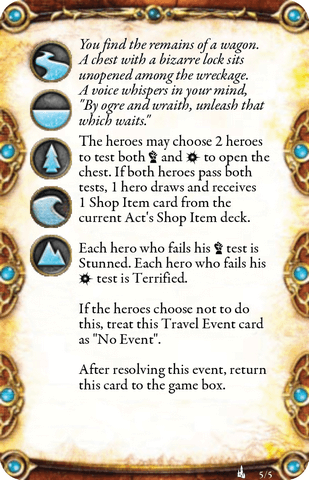 You find the remains of a wagon.
A chest with a bizarre lock sits
unopened among the wreckage.
A voice whispers in your mind,
"By ogre and wraith, unleash that
which waits."
The heroes may choose 2 heroes
to test both and to open the
chest. If both heroes pass both
tests, 1 hero draws and receives
1 Shop Item card from the
current Act's Shop Item deck.
Each hero who fails his test is
Stunned. Each hero who fails his
test is Terrified.
If the heroes choose not to do
this, treat this Travel Event card
as "No Event".
After resolving this event, return
this card to the game box.
5/5